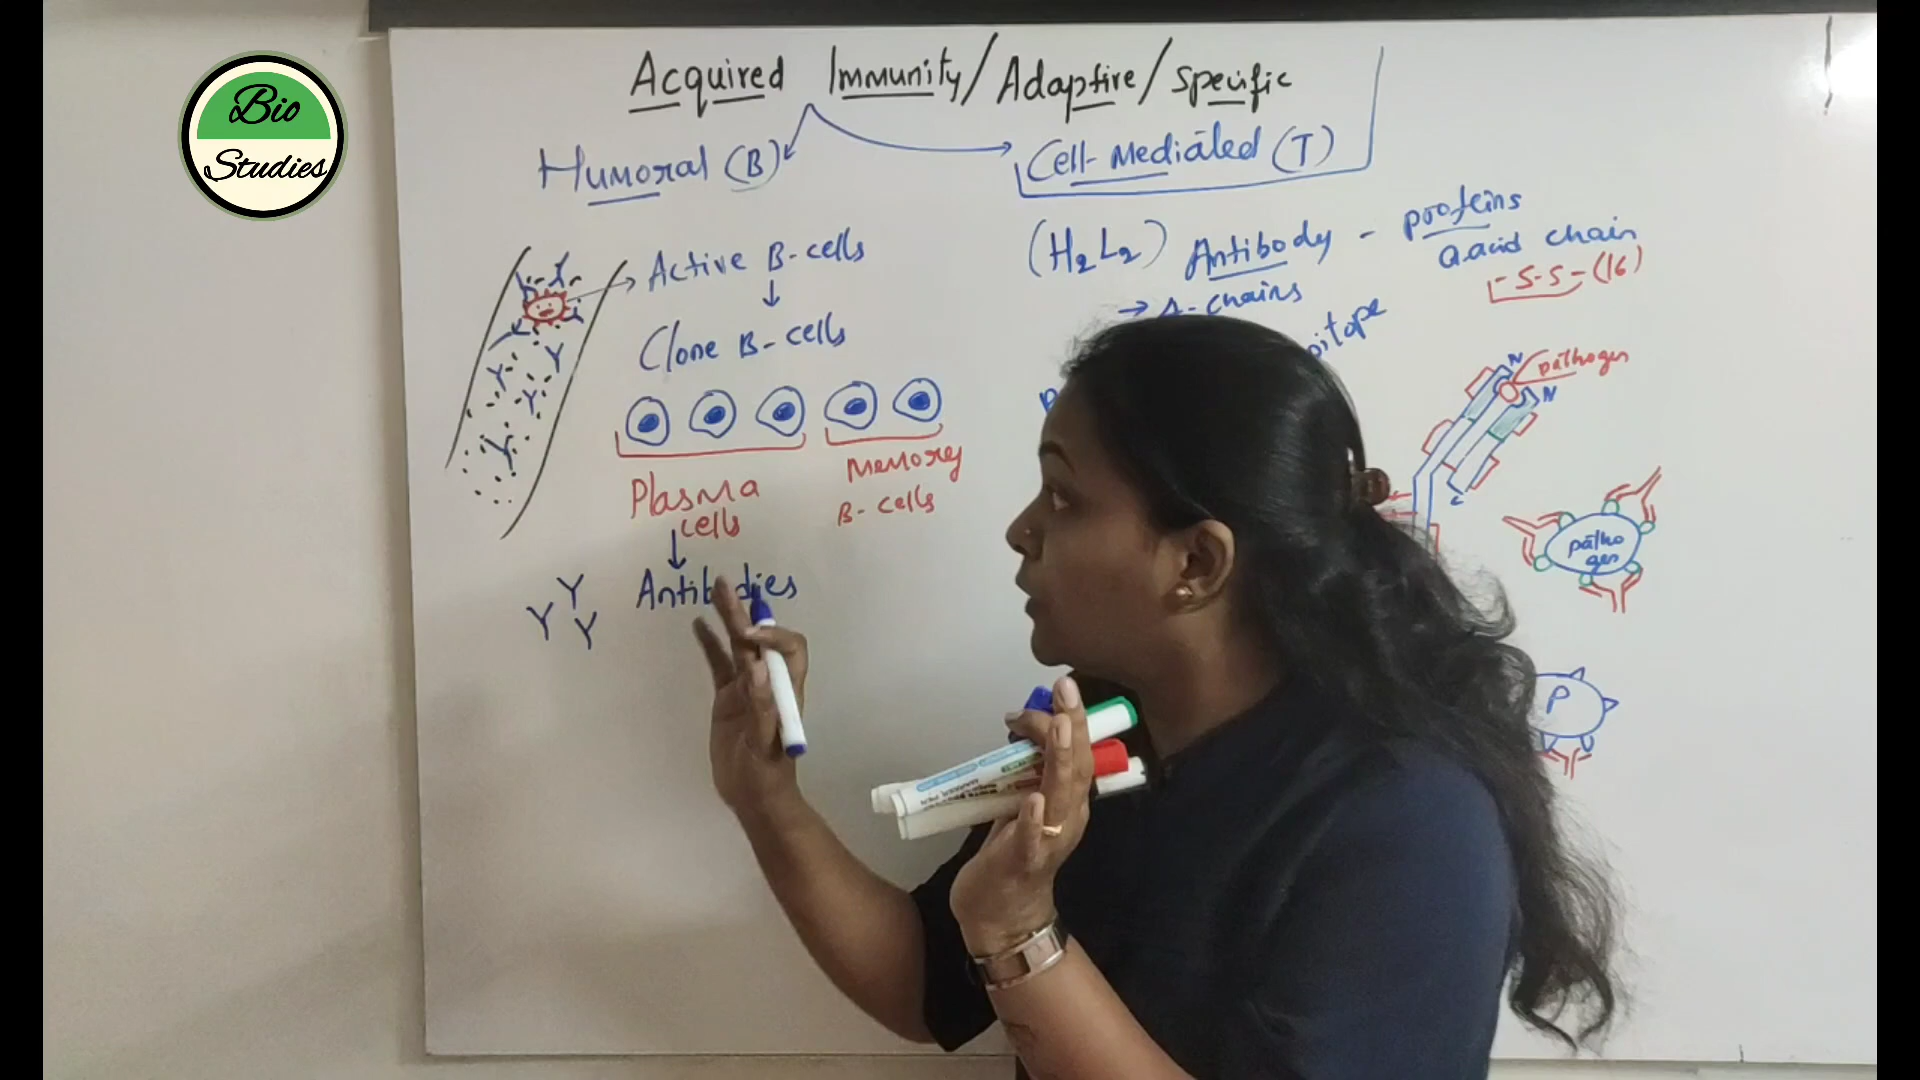 Bio
Studies
Acquired Immunity/Adaptive/Specific
Humoral (B)
Cell-Mediated (T)
Active B-cells
Clone B-cells
Plasma
cells
Memory
B-cells
Antibodies
(H₂L₂) Antibody - proteins
a.acid chain
-S-S-(16)
→ 4-chains
N
N
pathogen
patho
gen
P